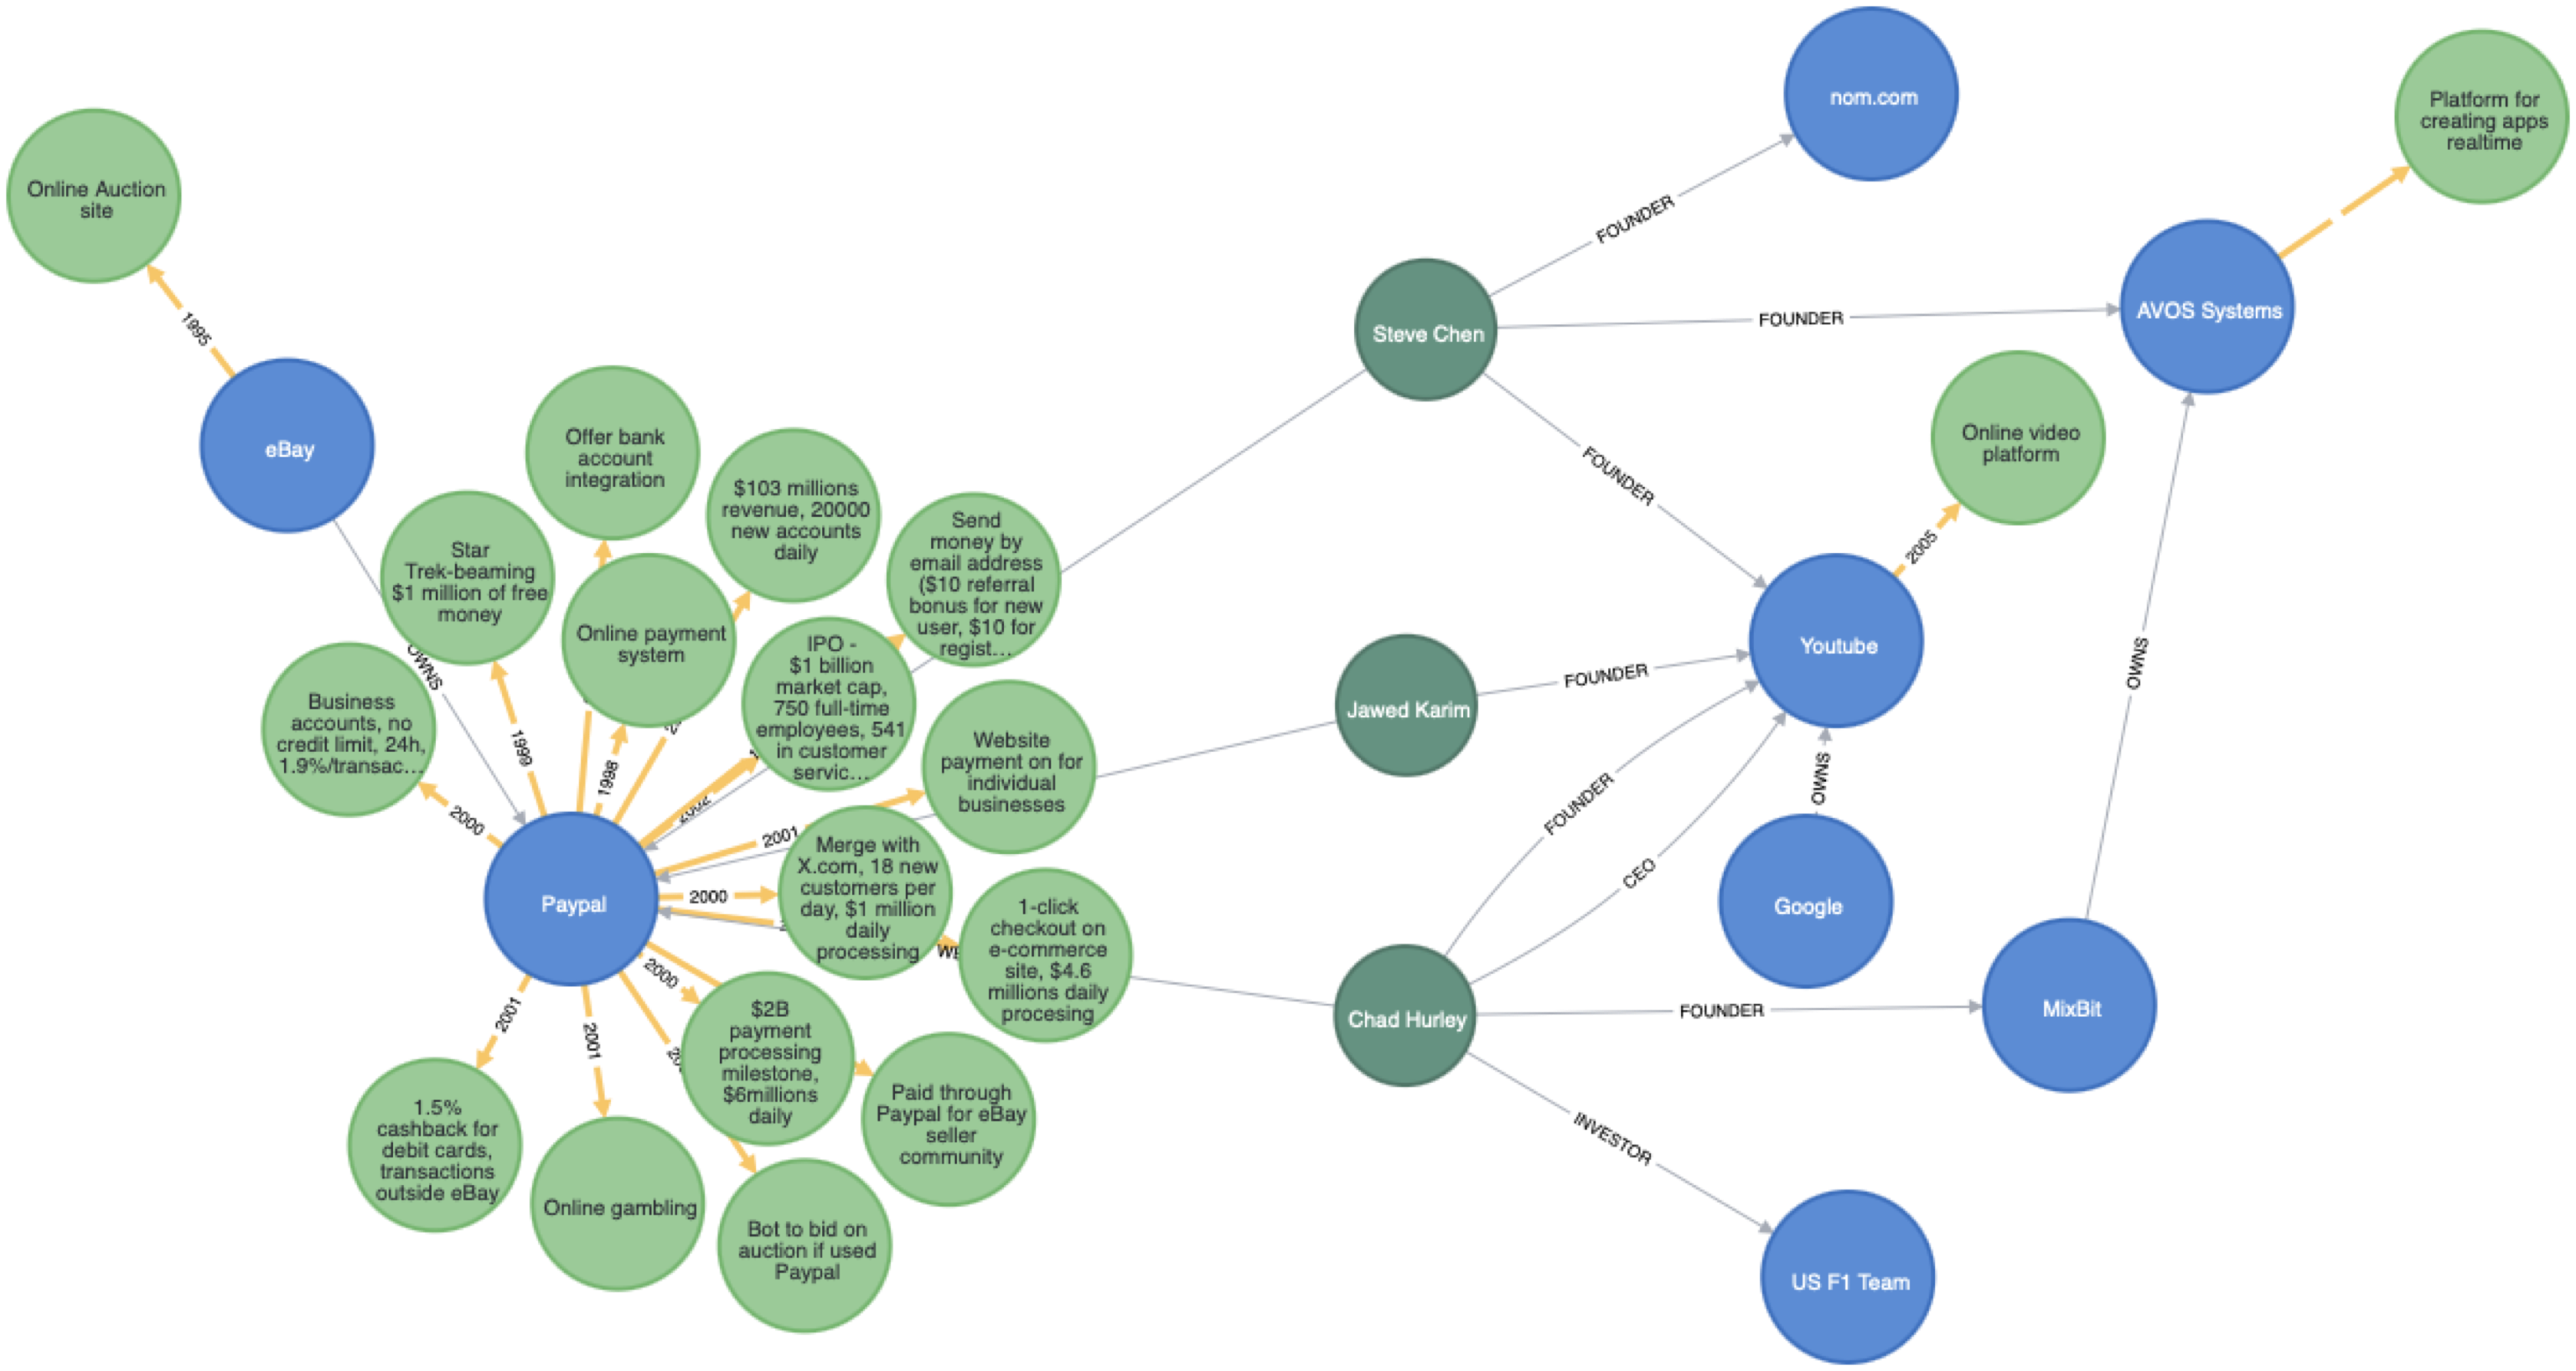 nom.com
Platform for
creating apps
realtime
Online Auction
site
1995
FOUNDER
FOUNDER
AVOS Systems
Steve Chen
eBay
Offer bank
account
integration
Online video
platform
FOUNDER
$103 millions
revenue, 20000
new accounts
daily
Send
money by
email address
($10 referral
bonus for new
user, $10 for
regist...
2005
Star
Trek-beaming
$1 million of free
money
Online payment
system
IPO -
$1 billion
market cap,
750 full-time
employees, 541
in customer
servic...
OWNS
Youtube
FOUNDER
OWNS
Jawed Karim
Business
accounts, no
credit limit, 24h,
1.9%/transac...
1999
1998
Website
payment on for
individual
businesses
OWNS
FOUNDER
2000
2002
2001
Merge with
X.com, 18 new
customers per
day, $1 million
daily
processing
CEO
Paypal
2000
1-click
checkout on
e-commerce
site, $4.6
millions daily
procesing
Google
2000
Chad Hurley
FOUNDER
MixBit
2001
2001
$2B
payment
processing
milestone,
$6millions
daily
Paid through
Paypal for eBay
seller
community
1.5%
cashback for
debit cards,
transactions
outside eBay
INVESTOR
Online gambling
Bot to bid on
auction if used
Paypal
US F1 Team